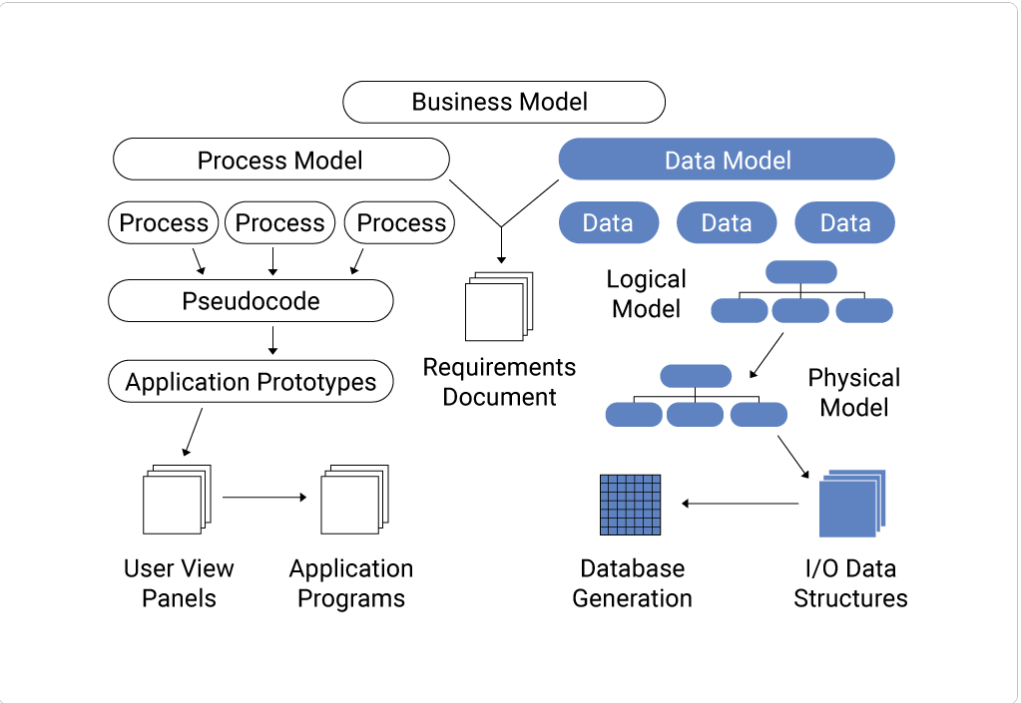 Business Model
Process Model
Data Model
Process
Process
Process
Data
Data
Data
Pseudocode
Logical
Model
Requirements
Document
Application Prototypes
Physical
Model
User View
Panels
Application
Programs
Database
Generation
I/O Data
Structures